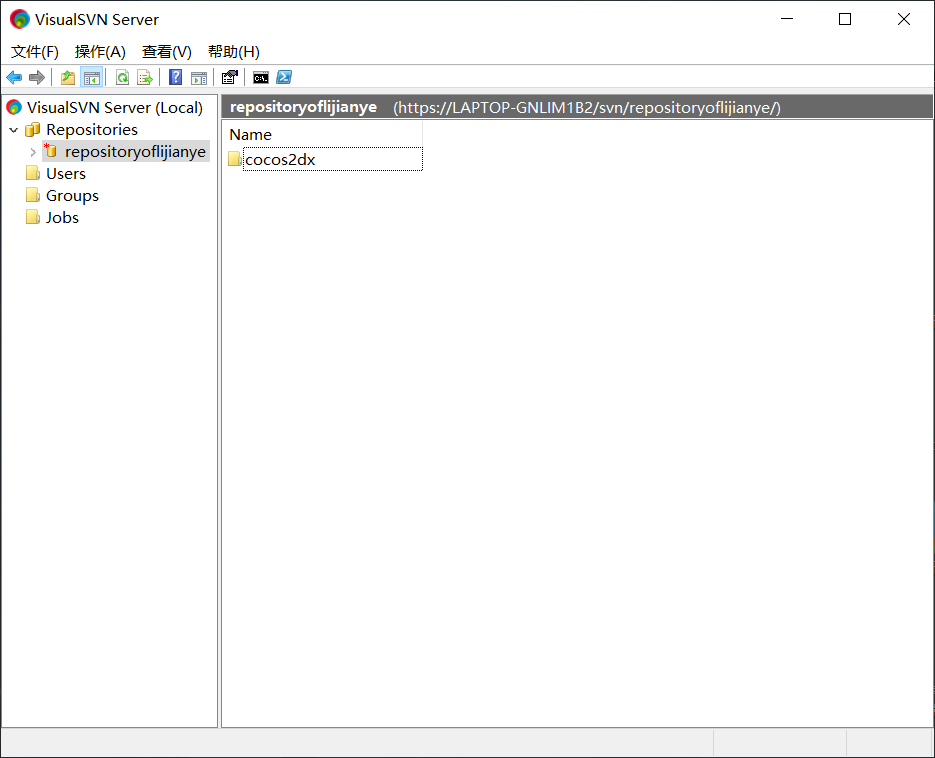 VisualSVN Server
文件(F) 操作(A) 查看(V) 帮助(H)
VisualSVN Server (Local)
Repositories
repositoryoflijianye
Users
Groups
Jobs
repositoryoflijianye (https://LAPTOP-GNLIM1B2/svn/repositoryoflijianye/)
Name
cocos2dx